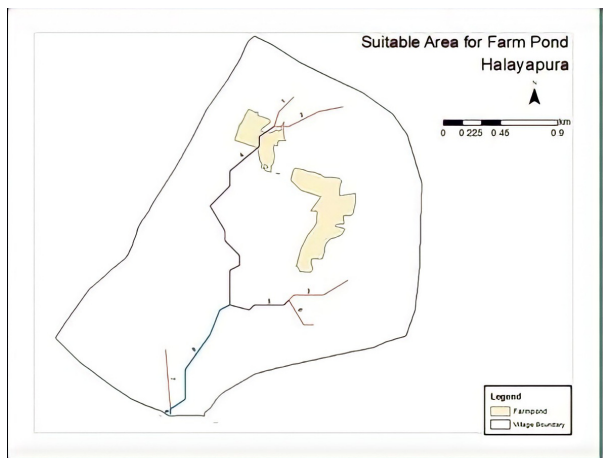 Suitable Area for Farm Pond
Halayapura
N
km
0 0.225 0.45 0.9
Legend
Farmpond
Village Boundary